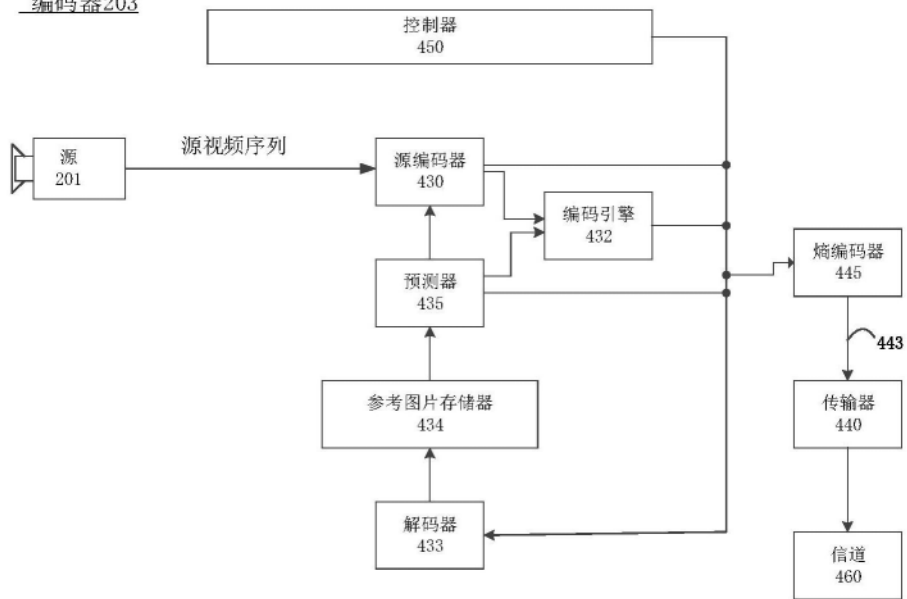 编码器203
控制器
450
源
201
源视频序列
源编码器
430
编码引擎
432
预测器
435
熵编码器
445
443
参考图片存储器
434
传输器
440
解码器
433
信道
460